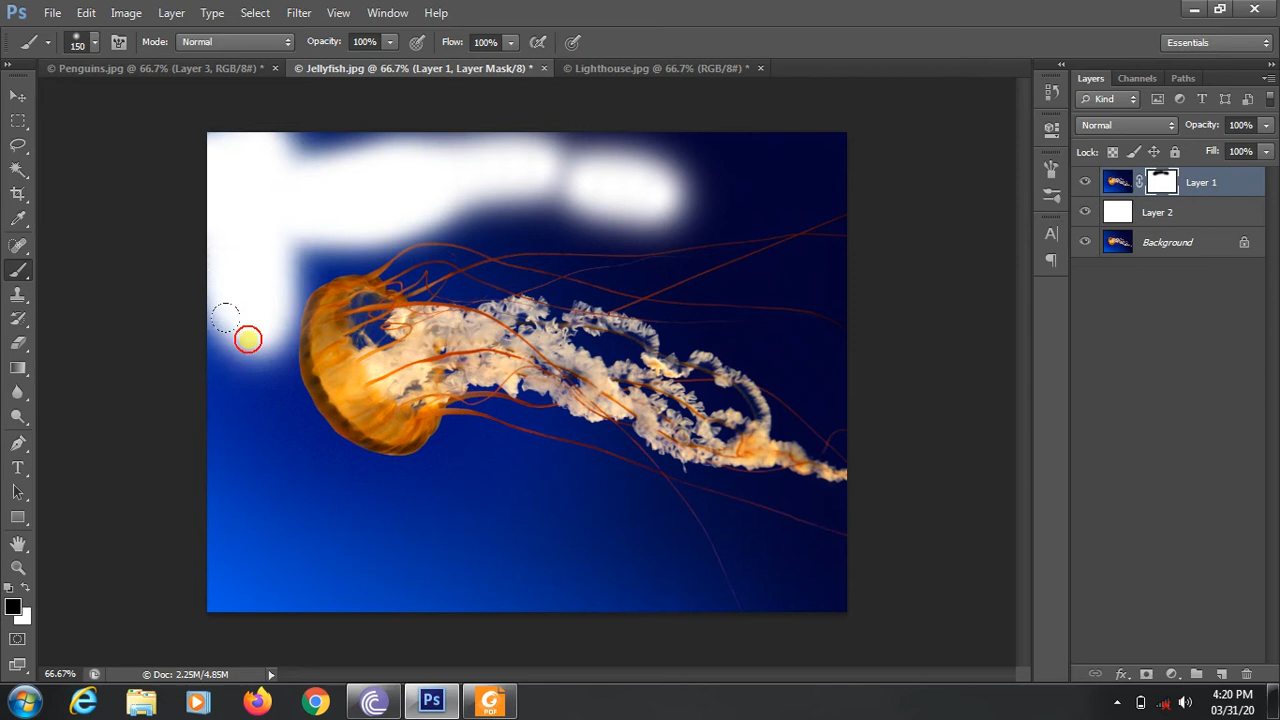 Ps File Edit Image Layer Type Select Filter View Window Help
150 Mode: Normal Opacity: 100% Flow: 100% Essentials
© Penguins.jpg @ 66.7% (Layer 3, RGB/8#) * × © Jellyfish.jpg @ 66.7% (Layer 1, Layer Mask/8) * × © Lighthouse.jpg @ 66.7% (RGB/8#) * ×
Layers Channels Paths
Kind
Normal Opacity: 100%
Lock: Fill: 100%
Layer 1
Layer 2
Background
66.67% © Doc: 2.25M/4.85M
Ps PDF
4:20 PM
03/31/20